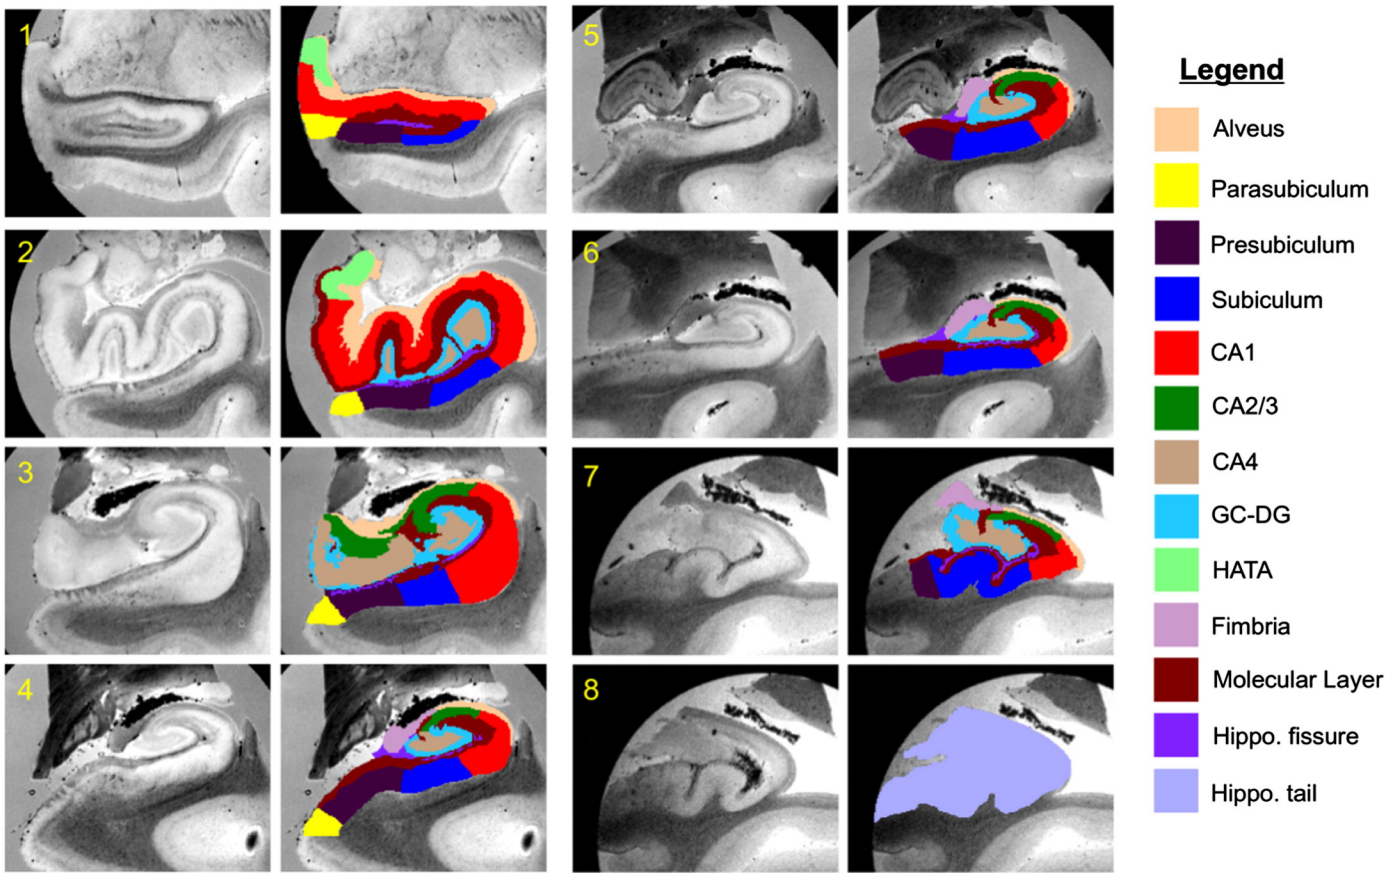 1
2
3
4
5
6
7
8
Legend
Alveus
Parasubiculum
Presubiculum
Subiculum
CA1
CA2/3
CA4
GC-DG
HATA
Fimbria
Molecular Layer
Hippo. fissure
Hippo. tail